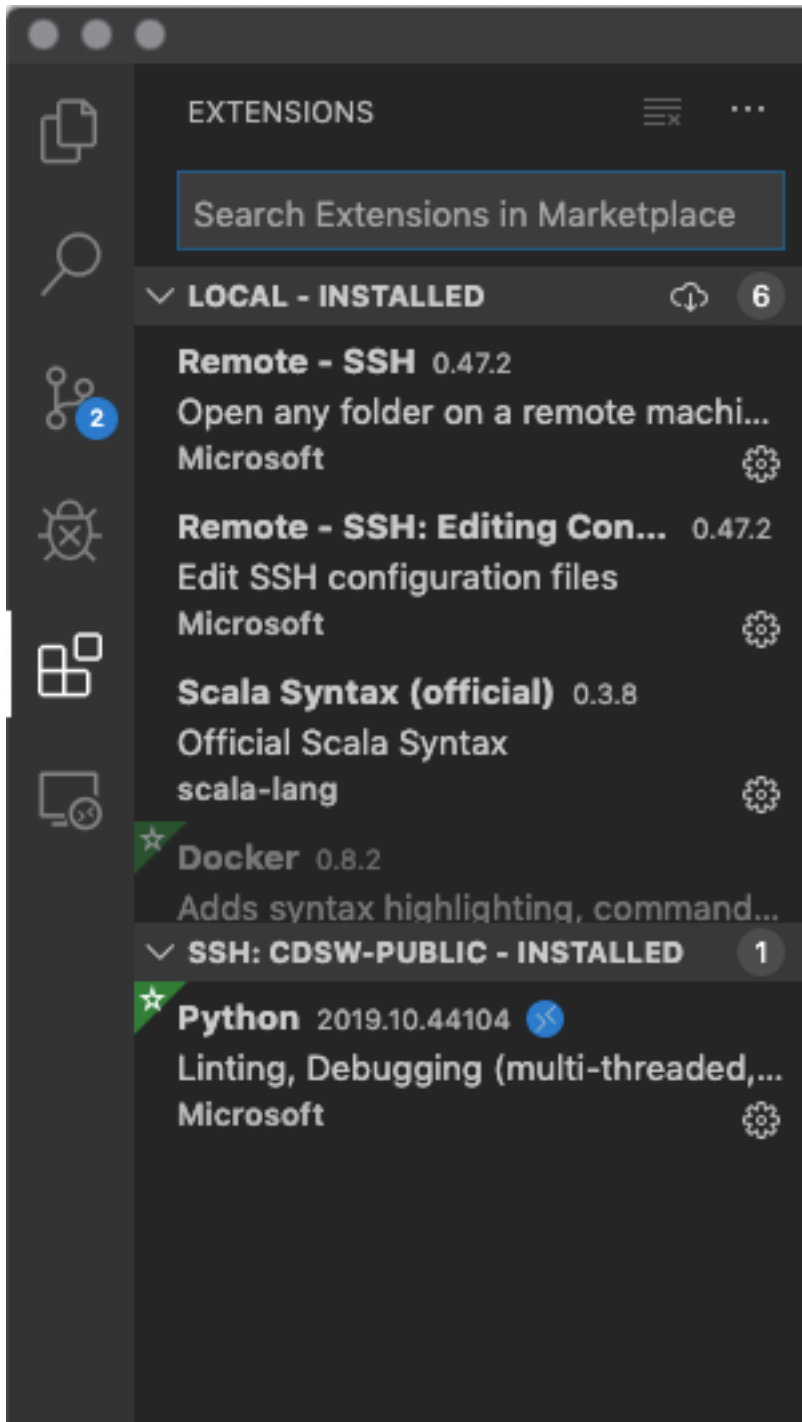 EXTENSIONS
Search Extensions in Marketplace
LOCAL - INSTALLED 6
Remote - SSH 0.47.2
Open any folder on a remote machi...
Microsoft
2
Remote - SSH: Editing Con... 0.47.2
Edit SSH configuration files
Microsoft
Scala Syntax (official) 0.3.8
Official Scala Syntax
scala-lang
Docker 0.8.2
Adds syntax highlighting, command...
SSH: CDSW-PUBLIC - INSTALLED 1
Python 2019.10.44104
Linting, Debugging (multi-threaded,...
Microsoft